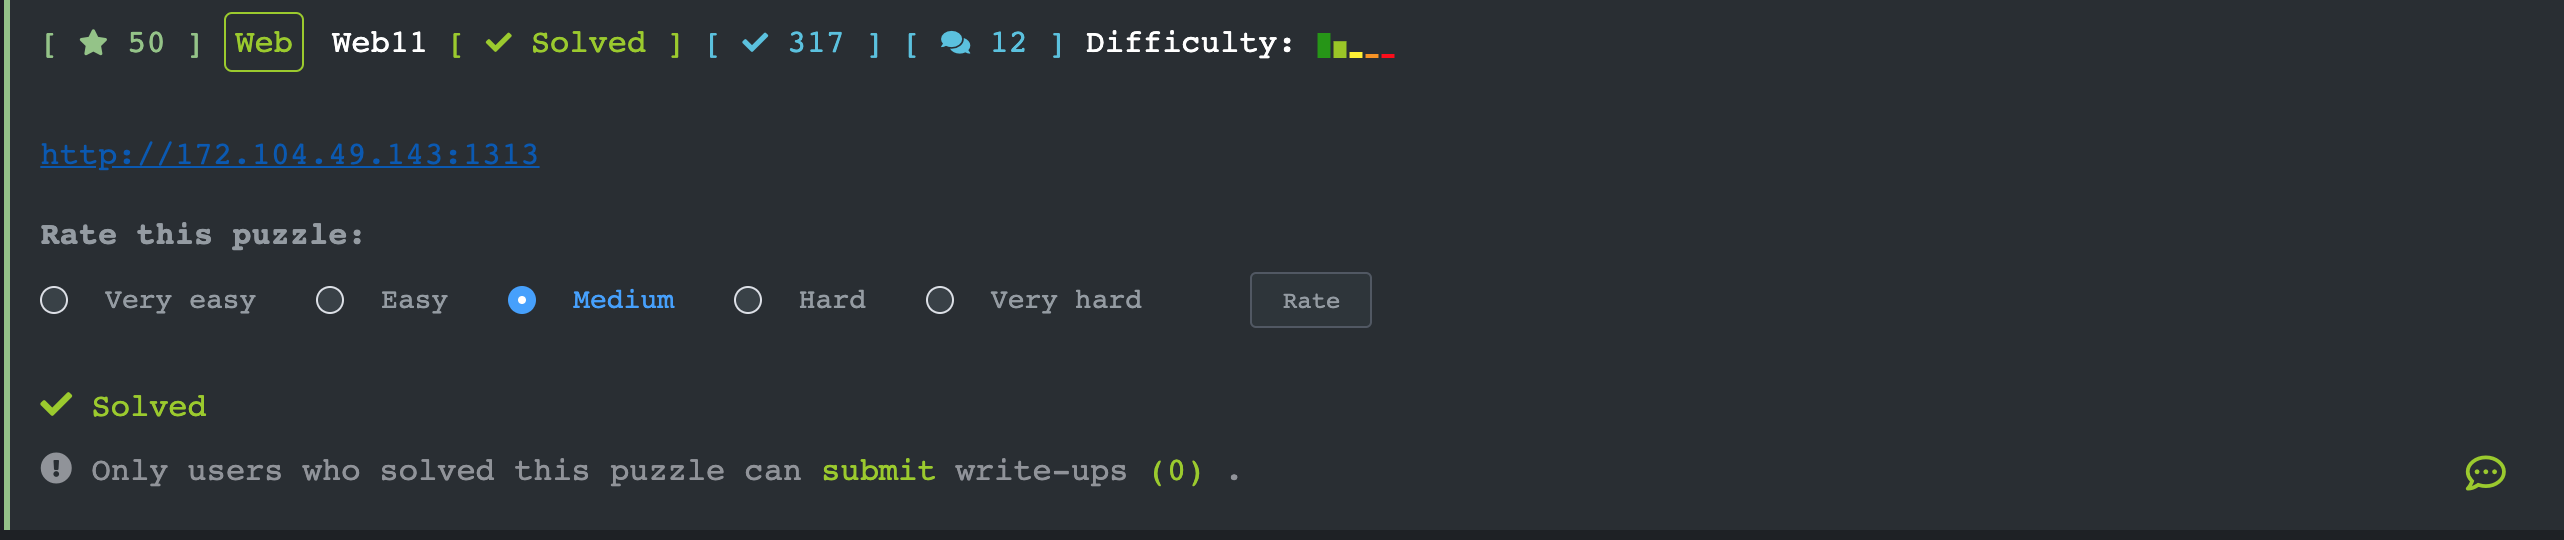 [ ★ 50 ] Web Web11 [ ✔ Solved ] [ ✔ 317 ] [ 12 ] Difficulty:
http://172.104.49.143:1313
Rate this puzzle:
Very easy Easy Medium Hard Very hard Rate
✔ Solved
Only users who solved this puzzle can submit write-ups (0) .